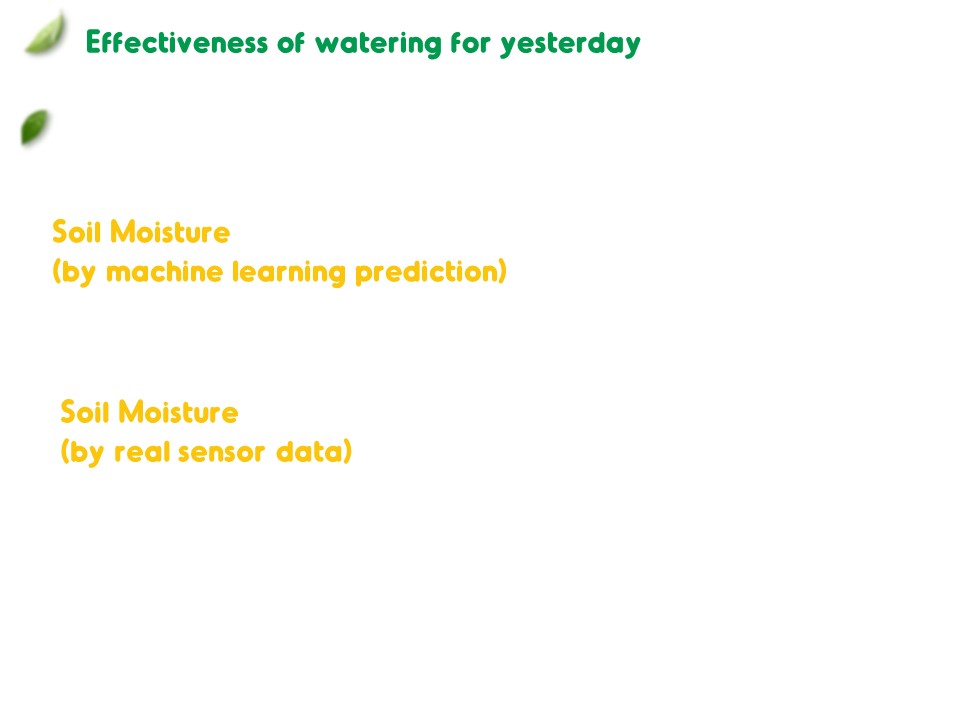 Effectiveness of watering for yesterday
Soil Moisture
(by machine learning prediction)
Soil Moisture
(by real sensor data)